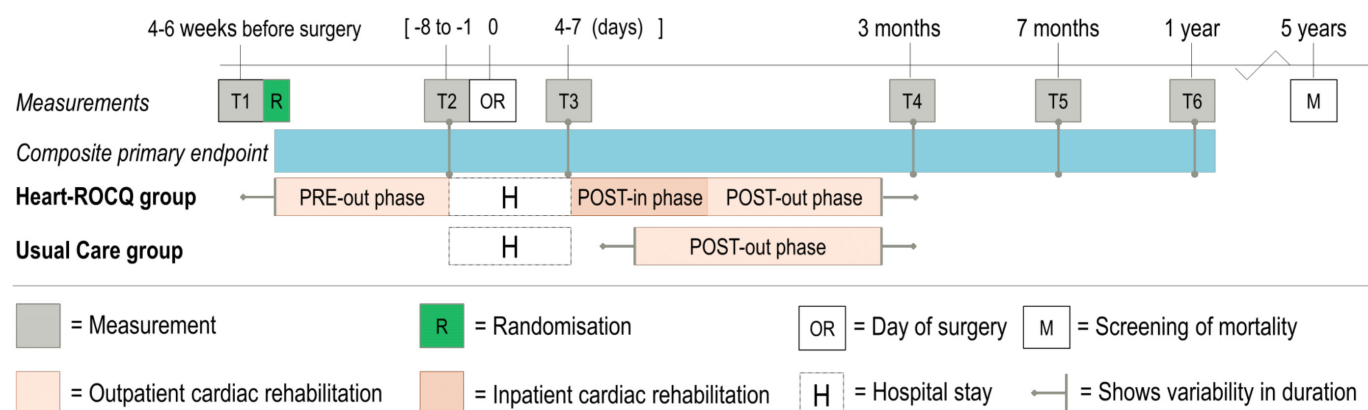 4-6 weeks before surgery [ -8 to -1 0 4-7 (days) ] 3 months 7 months 1 year 5 years
Measurements T1 R T2 OR T3 T4 T5 T6 M
Composite primary endpoint
Heart-ROCQ group PRE-out phase H POST-in phase POST-out phase
Usual Care group H POST-out phase
= Measurement R = Randomisation OR = Day of surgery M = Screening of mortality
= Outpatient cardiac rehabilitation = Inpatient cardiac rehabilitation H = Hospital stay = Shows variability in duration